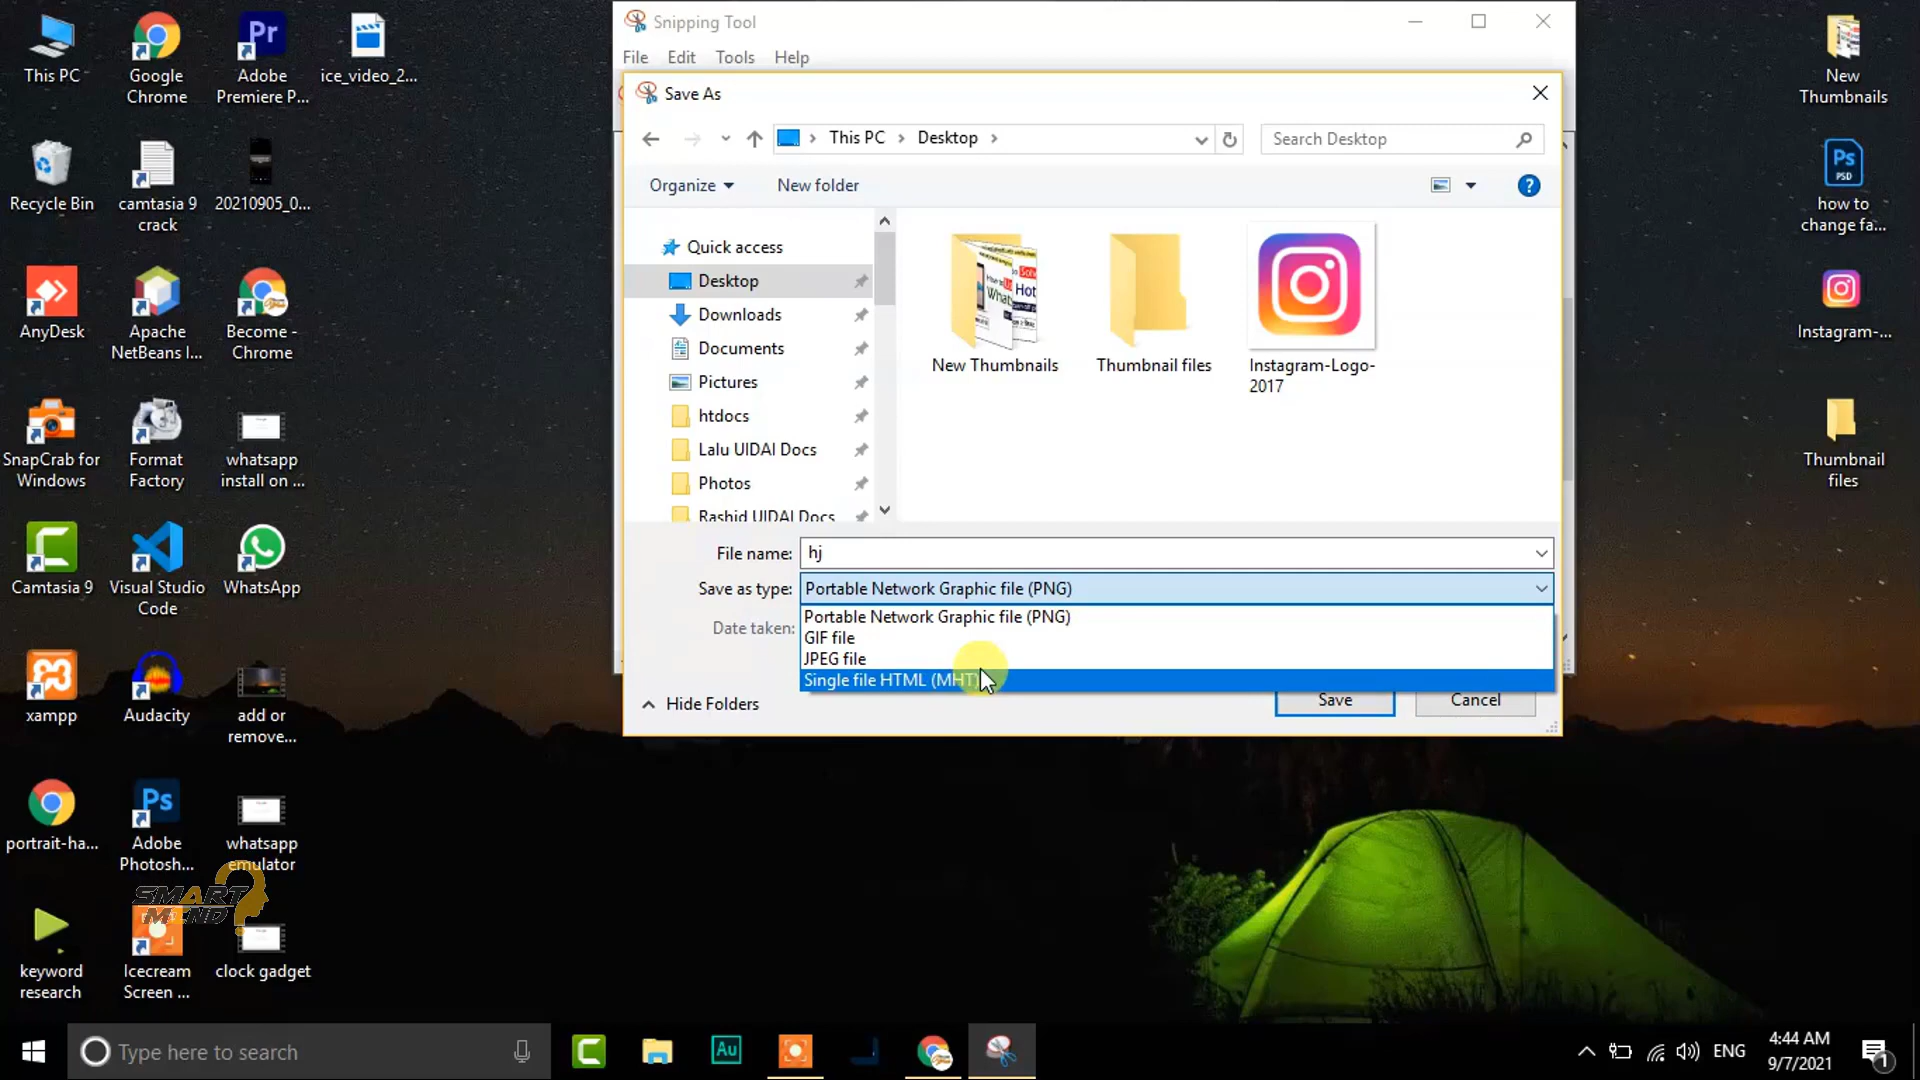 This PC
Google
Chrome
Adobe
Premiere P...
ice_video_2...
Recycle Bin
camtasia 9
crack
20210905_0...
AnyDesk
Apache
NetBeans I...
Become -
Chrome
SnapCrab for
Windows
Format
Factory
whatsapp
install on ...
Camtasia 9
Visual Studio
Code
WhatsApp
xampp
Audacity
add or
remove...
portrait-ha...
Adobe
Photosh...
whatsapp
emulator
SMART
MIND
keyword
research
Icecream
Screen ...
clock gadget
Snipping Tool
File
Edit
Tools
Help
Save As
This PC
Desktop
Search Desktop
Organize
New folder
Quick access
Desktop
Downloads
Documents
Pictures
htdocs
Lalu UIDAI Docs
Photos
Rashid UIDAI Docs
New Thumbnails
Thumbnail files
Instagram-Logo-
2017
File name:
hj
Save as type:
Portable Network Graphic file (PNG)
Date taken:
Portable Network Graphic file (PNG)
GIF file
JPEG file
Single file HTML (MHT)
Hide Folders
Save
Cancel
New
Thumbnails
Ps
PSD
how to
change fa...
Instagram-...
Thumbnail
files
Type here to search
Au
ENG
4:44 AM
9/7/2021
1
Pr
Ps